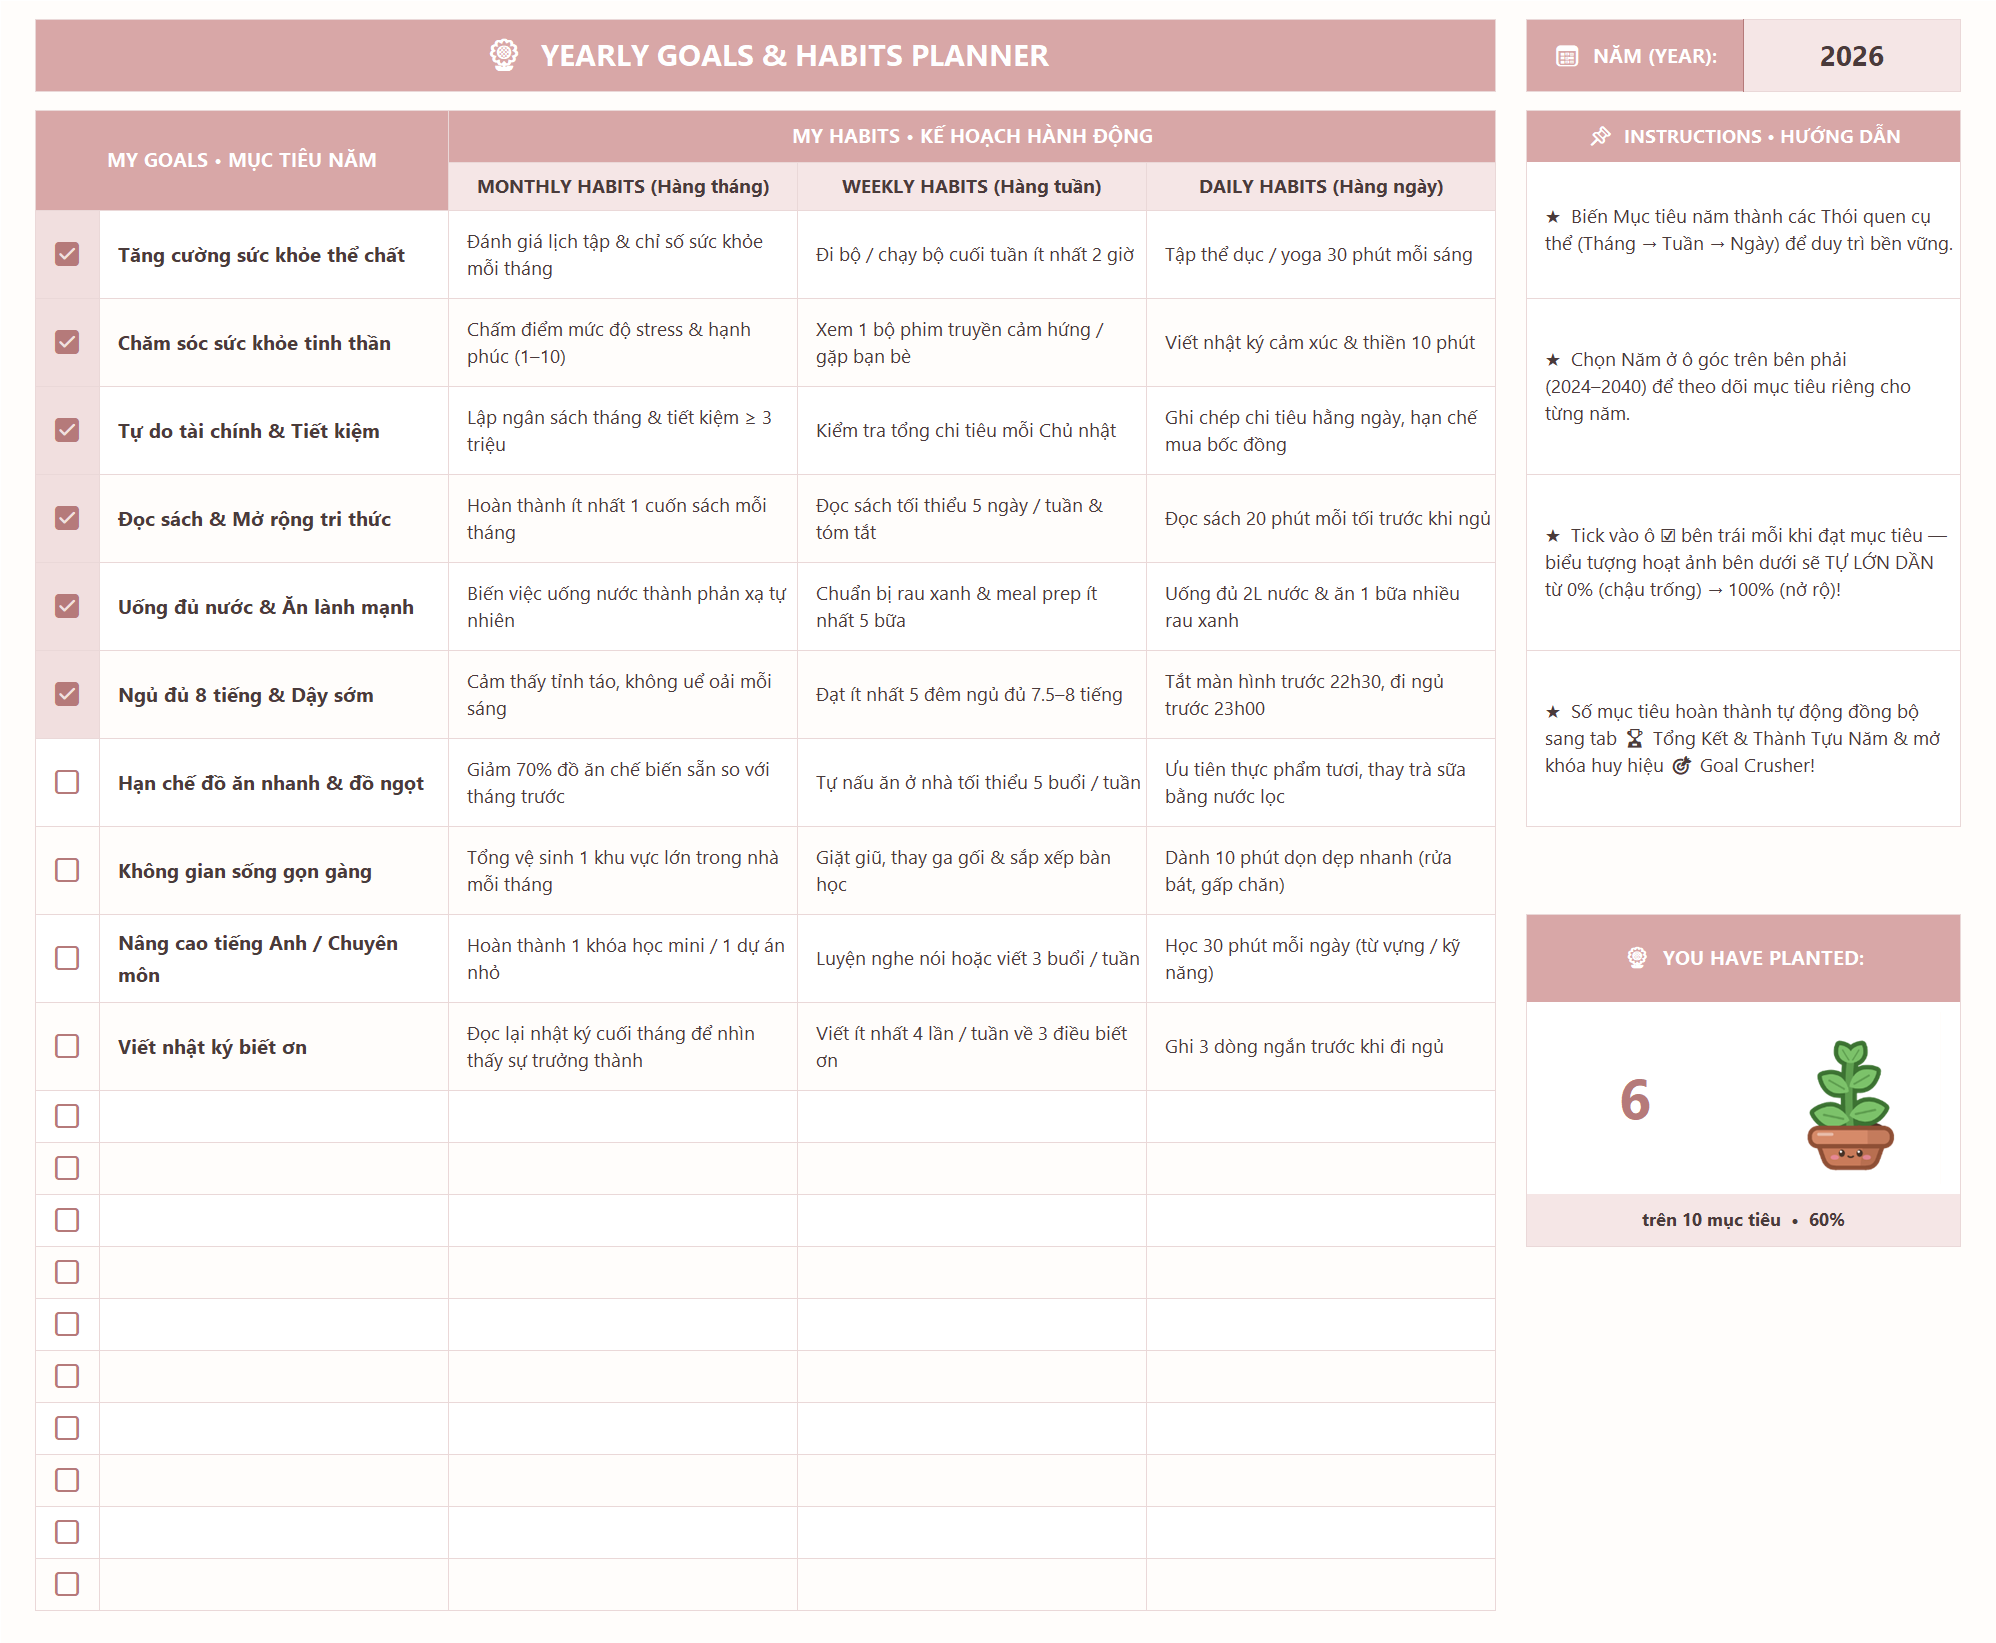 YEARLY GOALS & HABITS PLANNER
NĂM (YEAR):
2026
MY GOALS • MỤC TIÊU NĂM
MY HABITS • KẾ HOẠCH HÀNH ĐỘNG
MONTHLY HABITS (Hàng tháng)
WEEKLY HABITS (Hàng tuần)
DAILY HABITS (Hàng ngày)
Tăng cường sức khỏe thể chất
Đánh giá lịch tập & chỉ số sức khỏe
mỗi tháng
Đi bộ / chạy bộ cuối tuần ít nhất 2 giờ
Tập thể dục / yoga 30 phút mỗi sáng
Chăm sóc sức khỏe tinh thần
Chấm điểm mức độ stress & hạnh
phúc (1–10)
Xem 1 bộ phim truyền cảm hứng /
gặp bạn bè
Viết nhật ký cảm xúc & thiền 10 phút
Tự do tài chính & Tiết kiệm
Lập ngân sách tháng & tiết kiệm ≥ 3
triệu
Kiểm tra tổng chi tiêu mỗi Chủ nhật
Ghi chép chi tiêu hằng ngày, hạn chế
mua bốc đồng
Đọc sách & Mở rộng tri thức
Hoàn thành ít nhất 1 cuốn sách mỗi
tháng
Đọc sách tối thiểu 5 ngày / tuần &
tóm tắt
Đọc sách 20 phút mỗi tối trước khi ngủ
Uống đủ nước & Ăn lành mạnh
Biến việc uống nước thành phản xạ tự
nhiên
Chuẩn bị rau xanh & meal prep ít
nhất 5 bữa
Uống đủ 2L nước & ăn 1 bữa nhiều
rau xanh
Ngủ đủ 8 tiếng & Dậy sớm
Cảm thấy tỉnh táo, không uể oải mỗi
sáng
Đạt ít nhất 5 đêm ngủ đủ 7.5–8 tiếng
Tắt màn hình trước 22h30, đi ngủ
trước 23h00
Hạn chế đồ ăn nhanh & đồ ngọt
Giảm 70% đồ ăn chế biến sẵn so với
tháng trước
Tự nấu ăn ở nhà tối thiểu 5 buổi / tuần
Ưu tiên thực phẩm tươi, thay trà sữa
bằng nước lọc
Không gian sống gọn gàng
Tổng vệ sinh 1 khu vực lớn trong nhà
mỗi tháng
Giặt giũ, thay ga gối & sắp xếp bàn
học
Dành 10 phút dọn dẹp nhanh (rửa
bát, gấp chăn)
Nâng cao tiếng Anh / Chuyên
môn
Hoàn thành 1 khóa học mini / 1 dự án
nhỏ
Luyện nghe nói hoặc viết 3 buổi / tuần
Học 30 phút mỗi ngày (từ vựng / kỹ
năng)
Viết nhật ký biết ơn
Đọc lại nhật ký cuối tháng để nhìn
thấy sự trưởng thành
Viết ít nhất 4 lần / tuần về 3 điều biết
ơn
Ghi 3 dòng ngắn trước khi đi ngủ
INSTRUCTIONS • HƯỚNG DẪN
★ Biến Mục tiêu năm thành các Thói quen cụ
thể (Tháng → Tuần → Ngày) để duy trì bền vững.
★ Chọn Năm ở ô góc trên bên phải
(2024–2040) để theo dõi mục tiêu riêng cho
từng năm.
★ Tick vào ô ☑ bên trái mỗi khi đạt mục tiêu —
biểu tượng hoạt ảnh bên dưới sẽ TỰ LỚN DẦN
từ 0% (chậu trống) → 100% (nở rộ)!
★ Số mục tiêu hoàn thành tự động đồng bộ
sang tab 🏆 Tổng Kết & Thành Tựu Năm & mở
khóa huy hiệu 🎯 Goal Crusher!
YOU HAVE PLANTED:
6
trên 10 mục tiêu • 60%